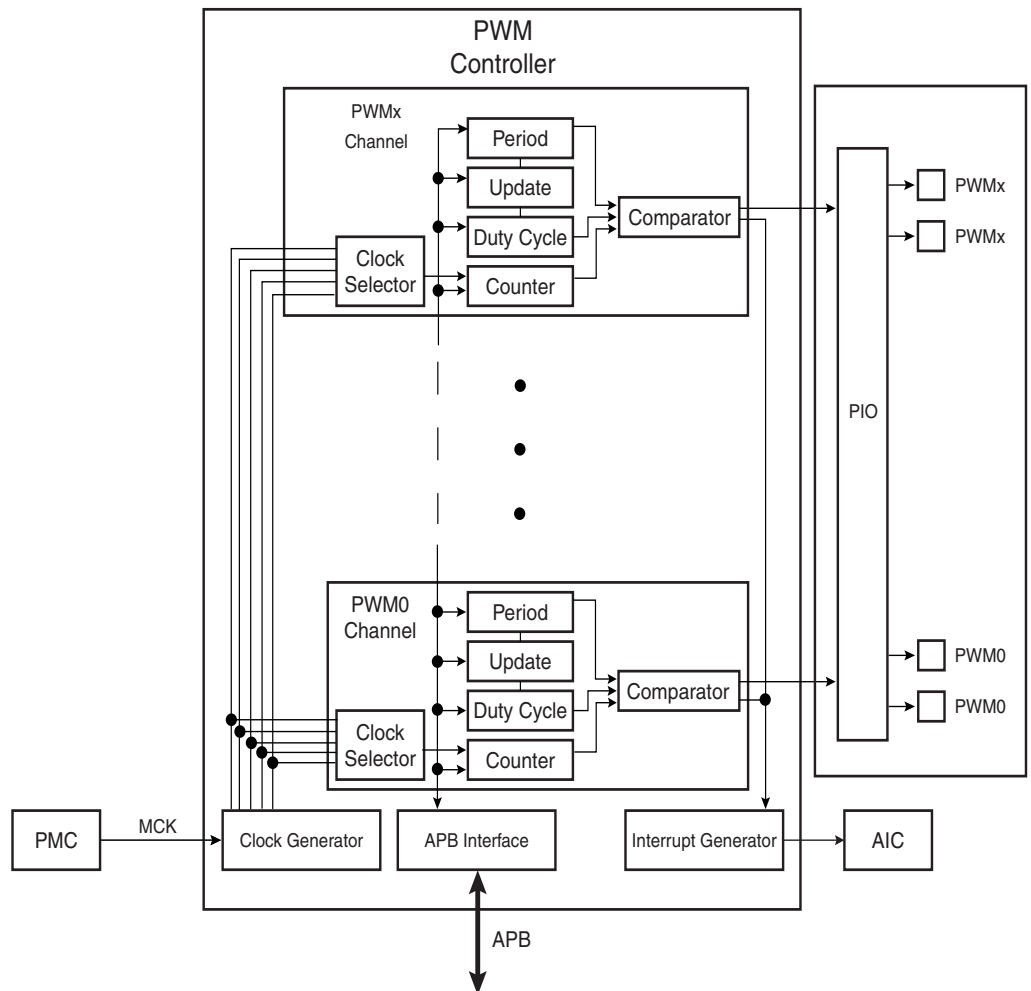 PWM
Controller
PWMx
Channel
Period
Update
Duty Cycle
Counter
Clock
Selector
Comparator
PIO
PWMx
PWMx
PWM0
Channel
Period
Update
Duty Cycle
Counter
Clock
Selector
Comparator
PWM0
PWM0
PMC
MCK
Clock Generator
APB Interface
Interrupt Generator
AIC
APB